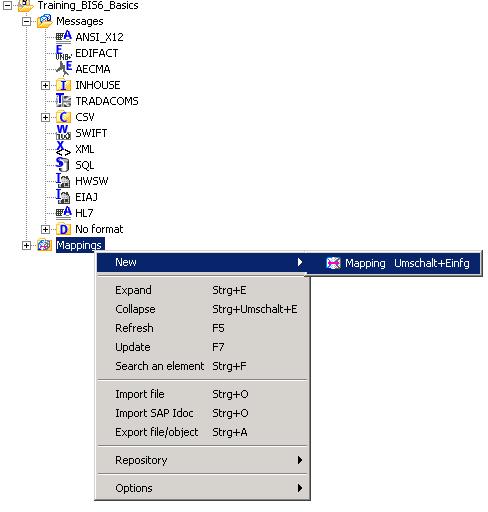 Training_BIS6_Basics
Messages
ANSI_X12
EDIFACT
AECMA
INHOUSE
TRADACOMS
CSV
SWIFT
XML
SQL
HWSW
EIAJ
HL7
No format
Mappings
New
Mapping Umschalt+Einfg
Expand Strg+E
Collapse Strg+Umschalt+E
Refresh F5
Update F7
Search an element Strg+F
Import file Strg+O
Import SAP Idoc Strg+O
Export file/object Strg+A
Repository
Options